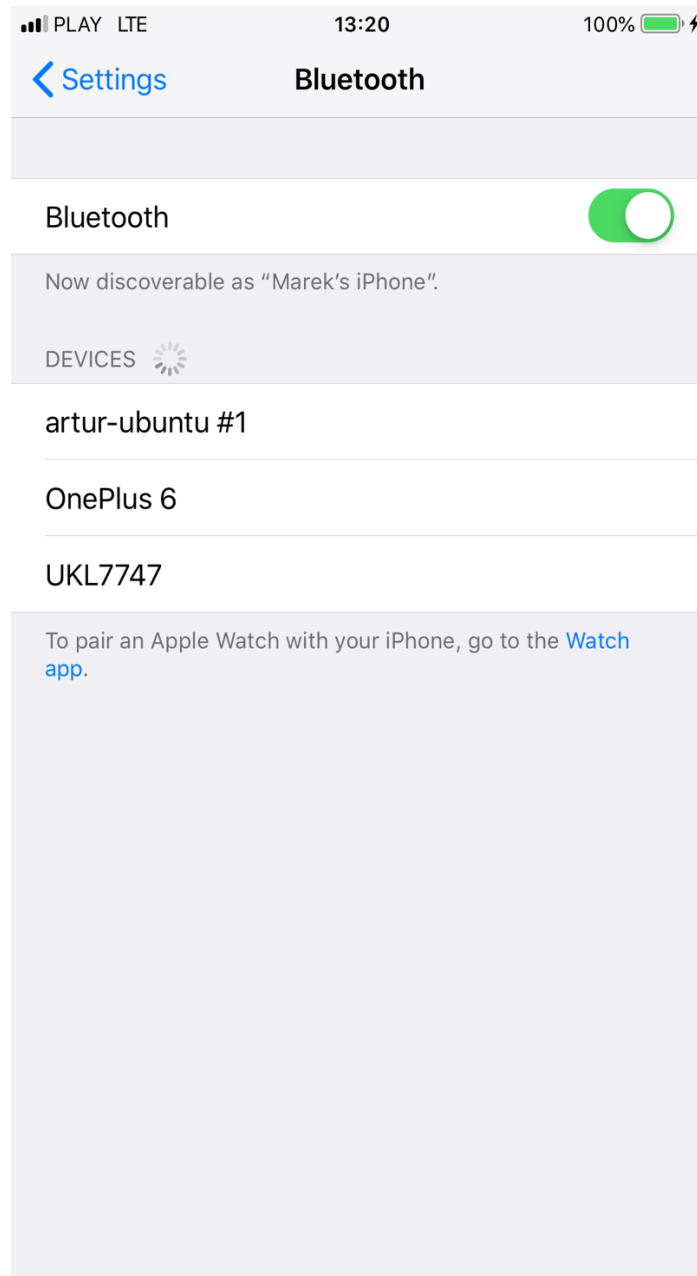 PLAY LTE 13:20 100%
Settings Bluetooth
Bluetooth
Now discoverable as “Marek’s iPhone”.
DEVICES
artur-ubuntu #1
OnePlus 6
UKL7747
To pair an Apple Watch with your iPhone, go to the Watch
app.